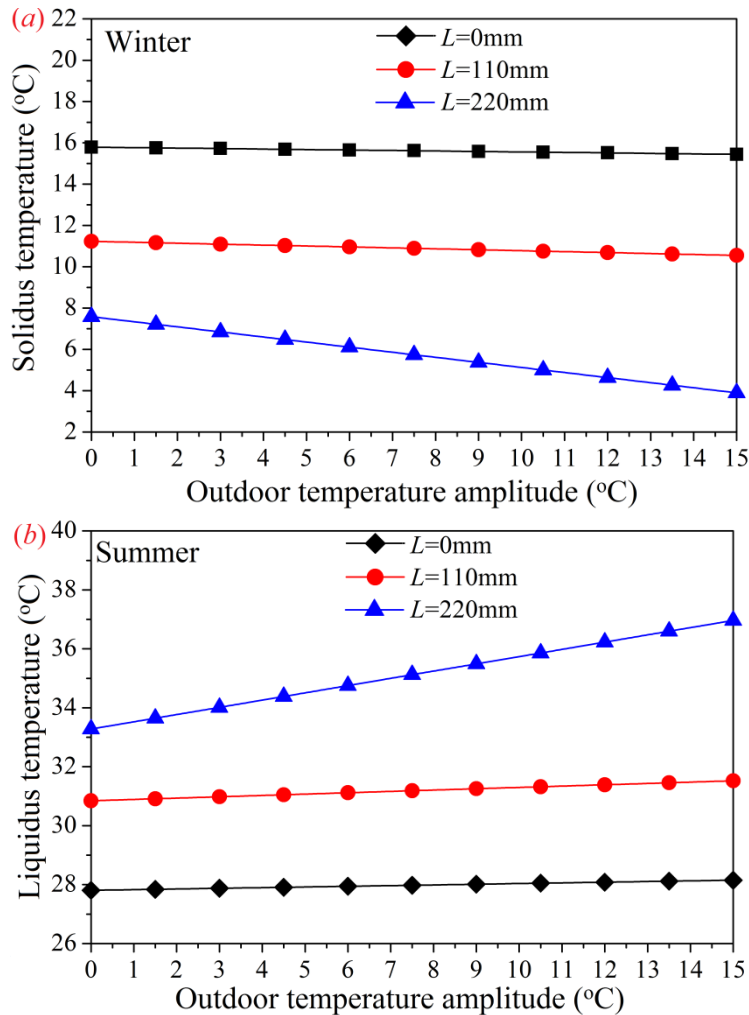 (a)
22
20
18
16
14
12
10
8
6
4
2
Solidus temperature (°C)
Winter
L=0mm
L=110mm
L=220mm
0 1 2 3 4 5 6 7 8 9 10 11 12 13 14 15
Outdoor temperature amplitude (°C)
(b)
40
38
36
34
32
30
28
26
Liquidus temperature (°C)
Summer
L=0mm
L=110mm
L=220mm
0 1 2 3 4 5 6 7 8 9 10 11 12 13 14 15
Outdoor temperature amplitude (°C)